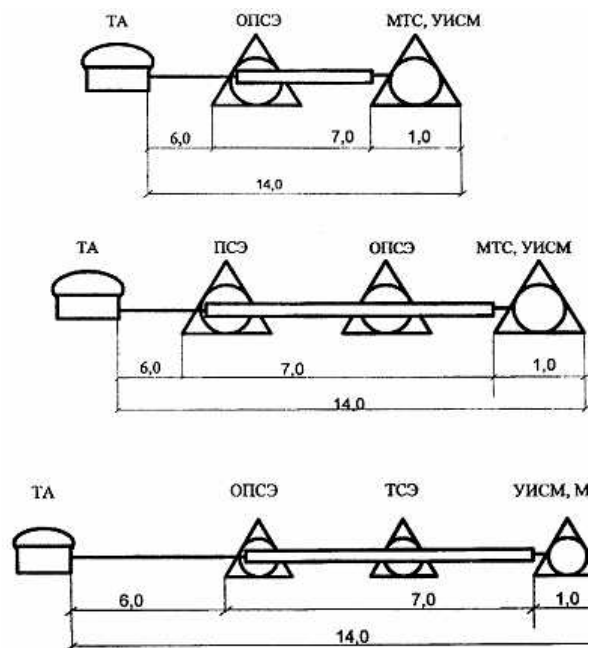 ТА ОПСЭ МТС, УИСМ
6,0 7,0 1,0
14,0
ТА ПСЭ ОПСЭ МТС, УИСМ
6,0 7,0 1,0
14,0
ТА ОПСЭ ТСЭ УИСМ, М
6,0 7,0 1,0
14,0